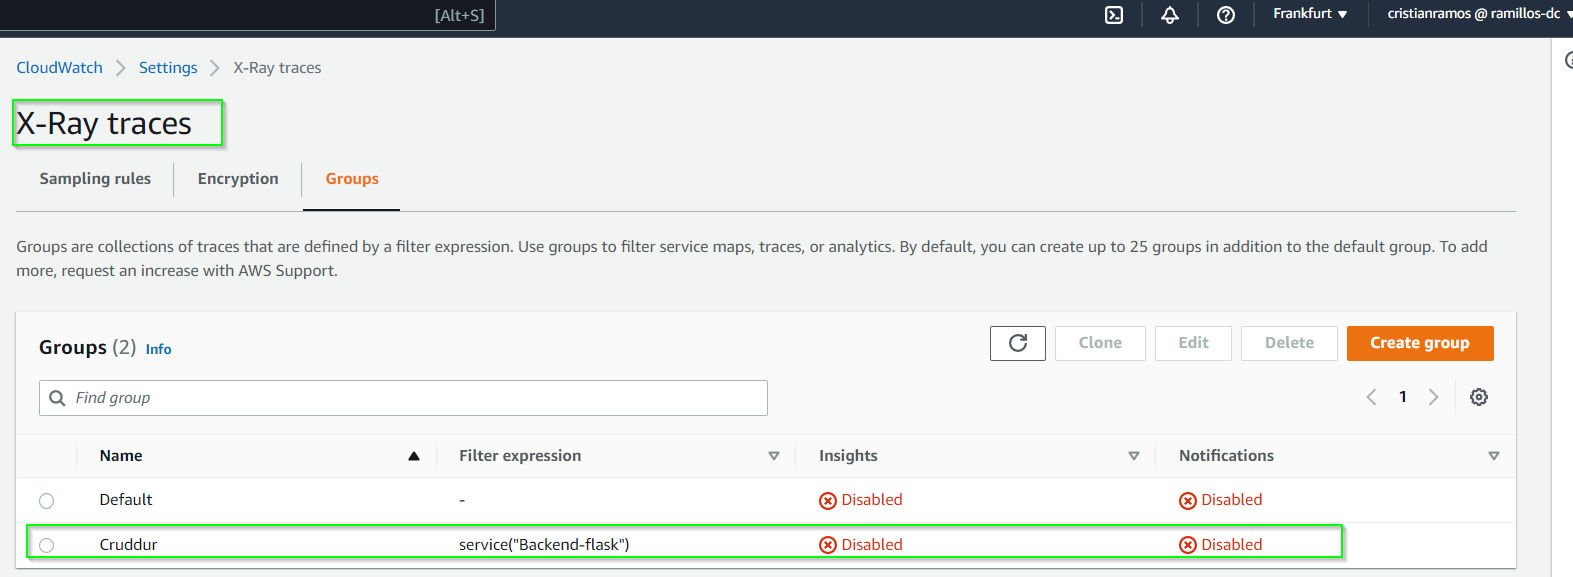 [Alt+S]
Frankfurt
cristianramos @ ramillos-dc
CloudWatch
Settings
X-Ray traces
X-Ray traces
Sampling rules
Encryption
Groups
Groups are collections of traces that are defined by a filter expression. Use groups to filter service maps, traces, or analytics. By default, you can create up to 25 groups in addition to the default group. To add
more, request an increase with AWS Support.
Groups (2) Info
Clone
Edit
Delete
Create group
Find group
1
Name
Filter expression
Insights
Notifications
Default
-
Disabled
Disabled
Cruddur
service("Backend-flask")
Disabled
Disabled